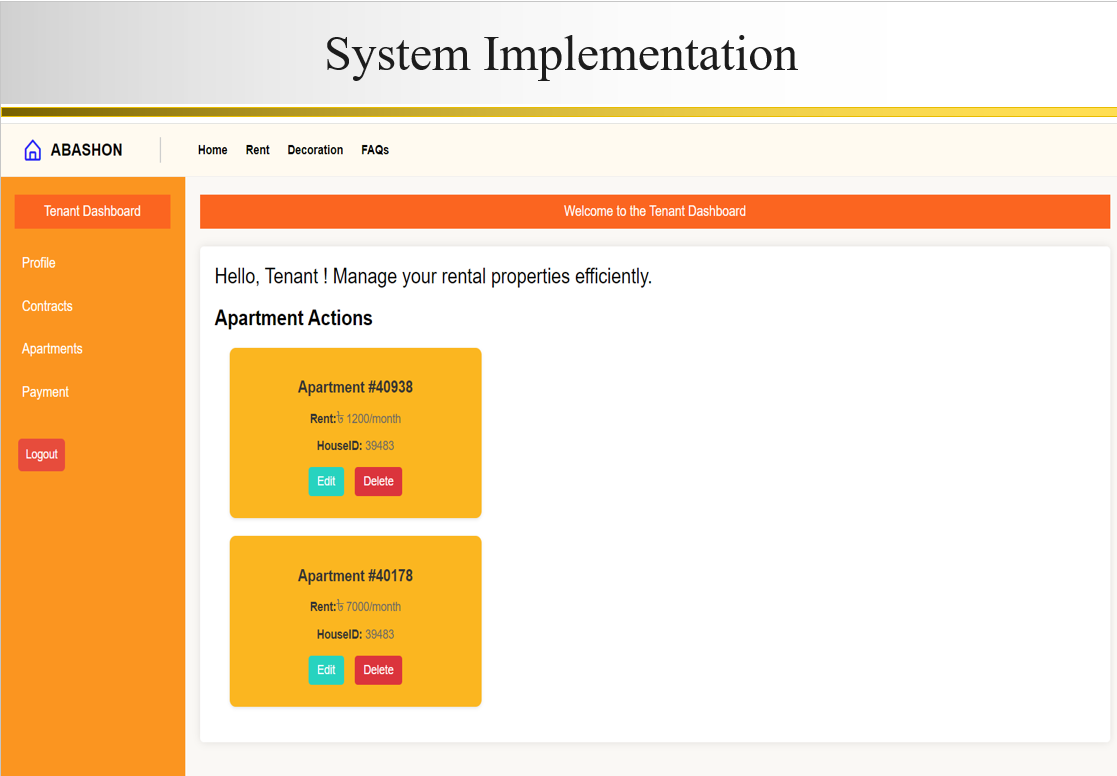 System Implementation
ABASHON
Home Rent Decoration FAQs
Tenant Dashboard
Welcome to the Tenant Dashboard
Profile
Contracts
Apartments
Payment
Logout
Hello, Tenant ! Manage your rental properties efficiently.
Apartment Actions
Apartment #40938
Rent:৳ 1200/month
HouseID: 39483
Edit Delete
Apartment #40178
Rent:৳ 7000/month
HouseID: 39483
Edit Delete